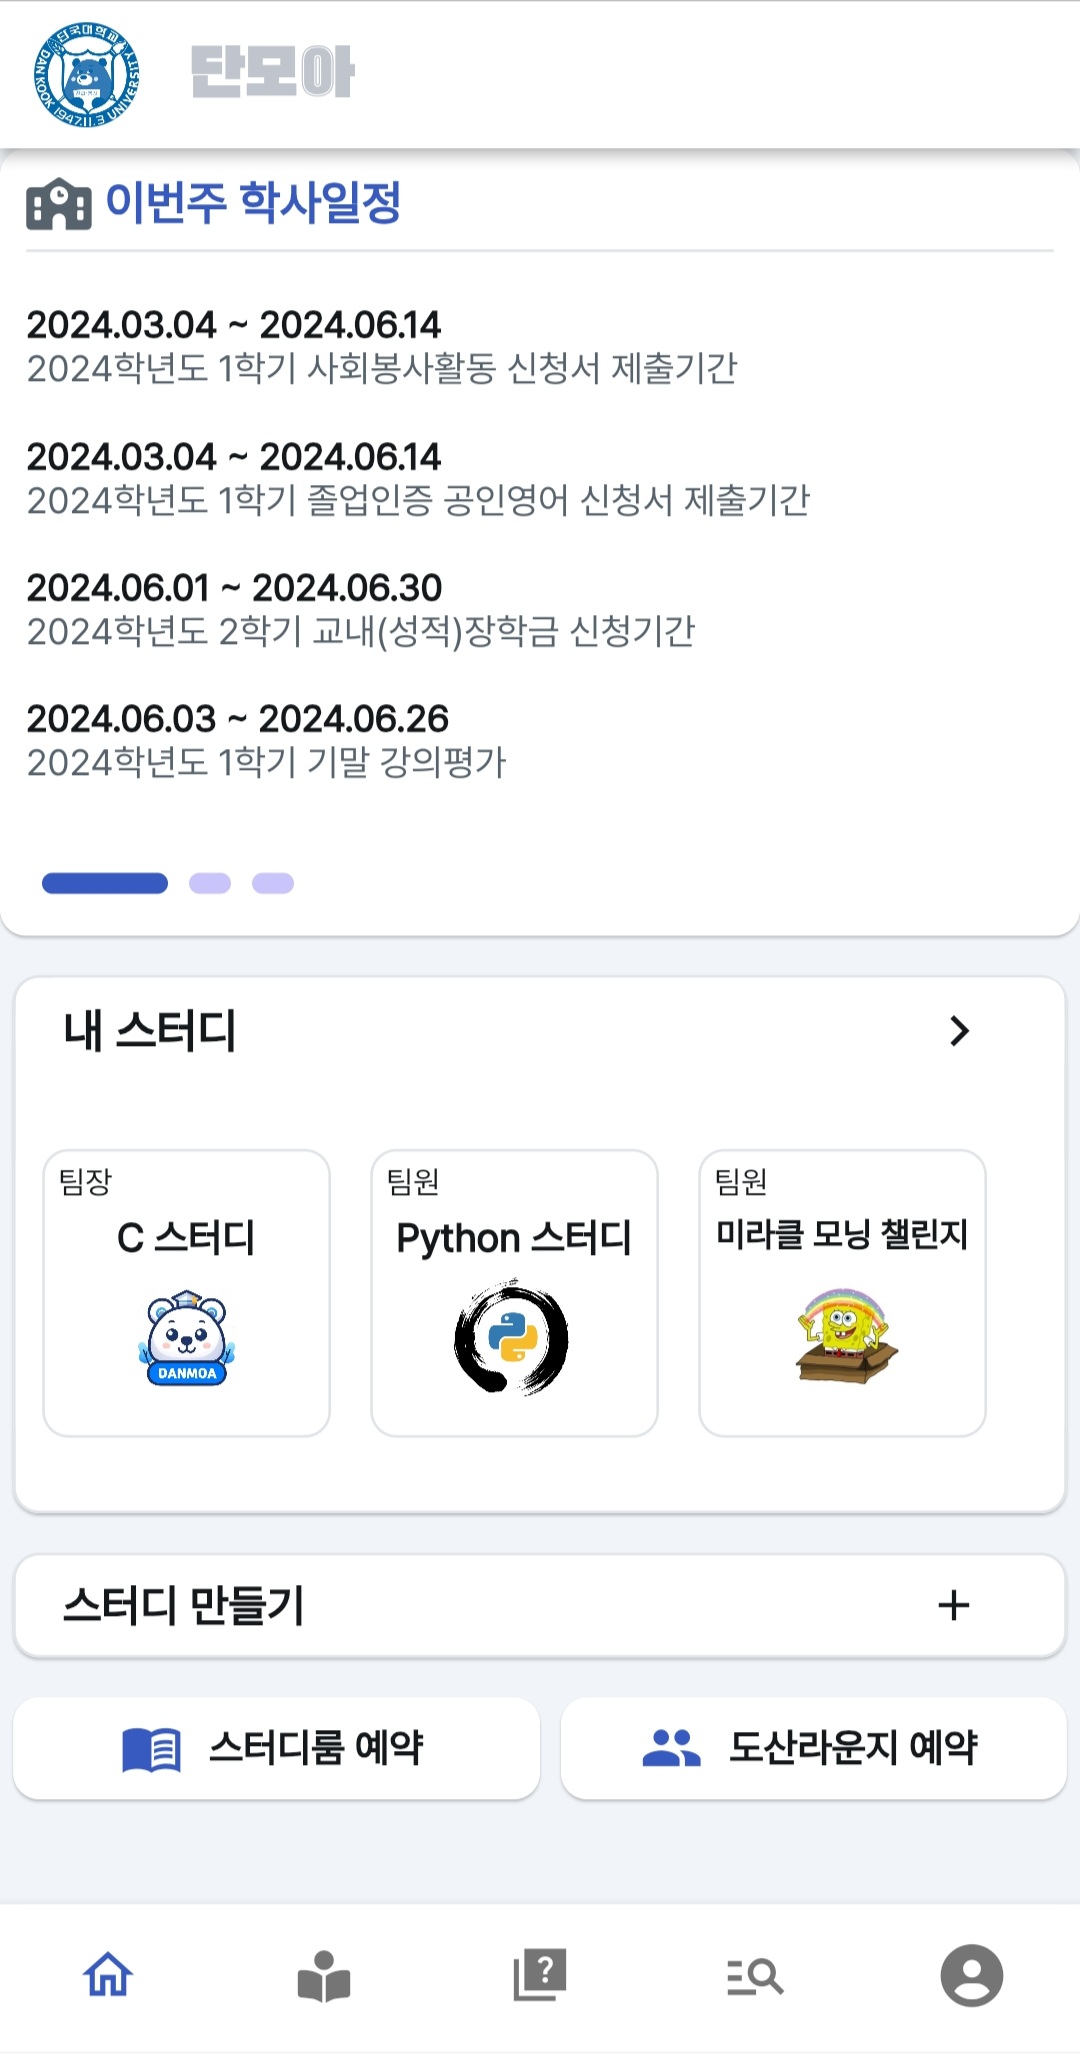 단국대학교
DANKOOK 1947.11.3 UNIVERSITY
단모아
이번주 학사일정
2024.03.04 ~ 2024.06.14
2024학년도 1학기 사회봉사활동 신청서 제출기간
2024.03.04 ~ 2024.06.14
2024학년도 1학기 졸업인증 공인영어 신청서 제출기간
2024.06.01 ~ 2024.06.30
2024학년도 2학기 교내(성적)장학금 신청기간
2024.06.03 ~ 2024.06.26
2024학년도 1학기 기말 강의평가
내 스터디
팀장
C 스터디
DANMOA
팀원
Python 스터디
팀원
미라클 모닝 챌린지
스터디 만들기
스터디룸 예약
도산라운지 예약
?